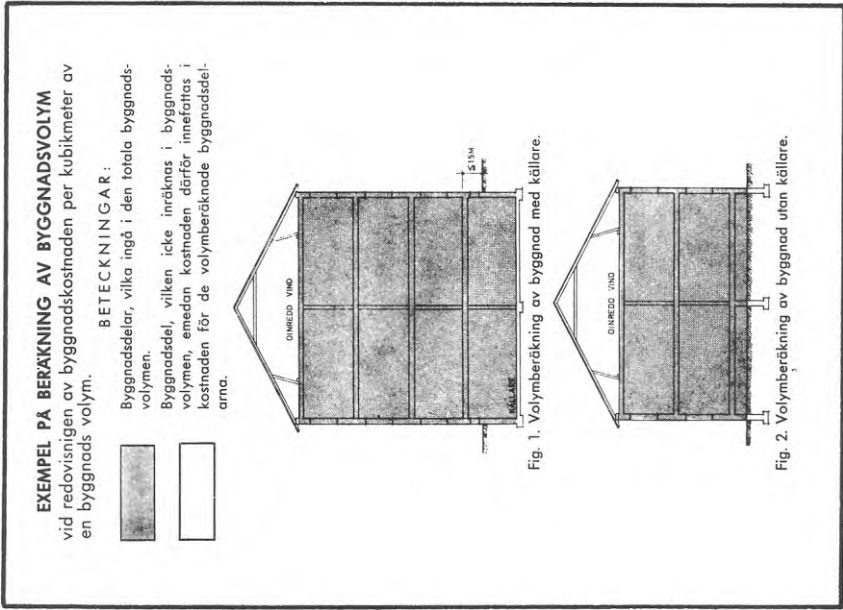 EXEMPEL PÅ BERÄKNING AV BYGGNADSVOLYM
vid redovisnigen av byggnadskostnaden per kubikmeter av
en byggnads volym.
BETECKNINGAR:
Byggnadsdelar, vilka ingå i den totala byggnads-
volymen.
Byggnadsdel, vilken icke inräknas i byggnads-
volymen, emedan kostnaden därför innefattas i
kostnaden för de volymberäknade byggnadsdel-
arna.
OINREDD VIND
≤ 1.5 M
KÄLLARE
Fig. 1. Volymberäkning av byggnad med källare.
OINREDD VIND
Fig. 2. Volymberäkning av byggnad utan källare.